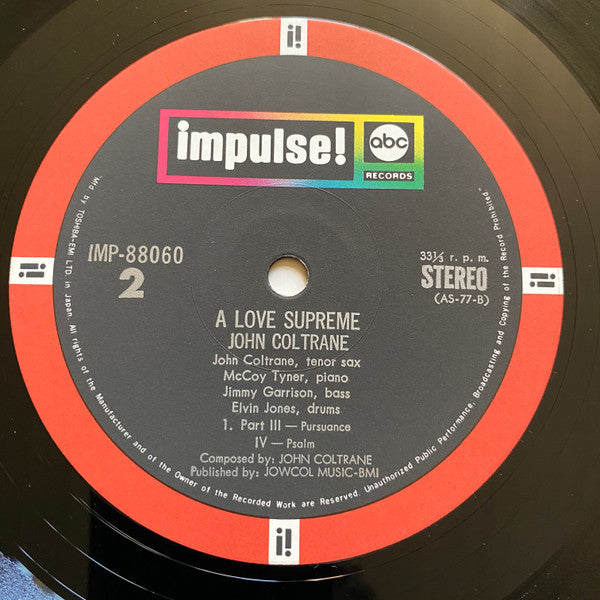 i!
impulse!
abc
RECORDS
IMP-88060
2
33⅓ r. p. m.
STEREO
(AS-77-B)
A LOVE SUPREME
JOHN COLTRANE
John Coltrane, tenor sax
McCoy Tyner, piano
Jimmy Garrison, bass
Elvin Jones, drums
1. Part III — Pursuance
IV — Psalm
Composed by: JOHN COLTRANE
Published by: JOWCOL MUSIC-BMI
"Mf'd by TOSHIBA-EMI LTD. in Japan. All rights of the Manufacturer and of the Owner of the Recorded Work are Reserved. Unauthorized Public Performance, Broadcasting and Copying of the Record Prohibited."
i!
i!
i!